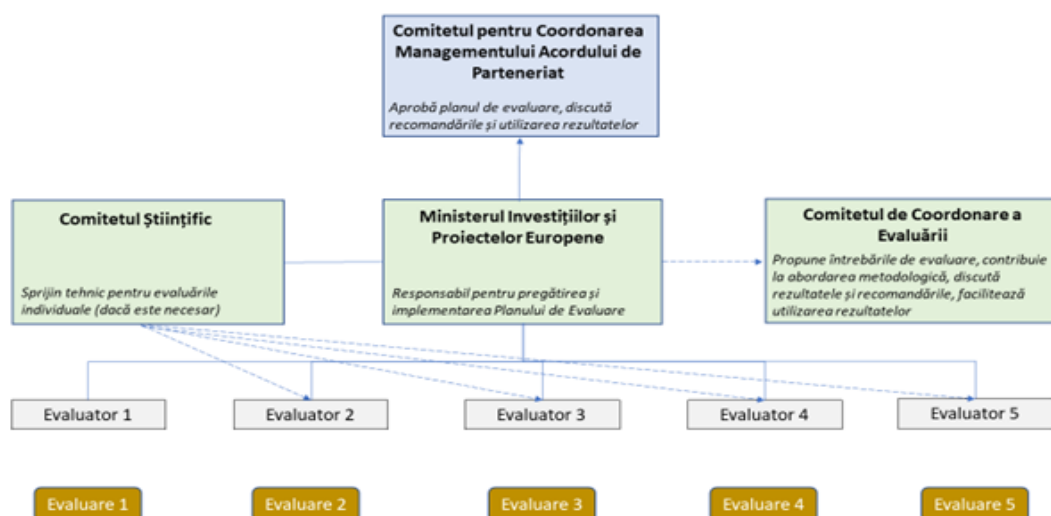 Comitetul pentru Coordonarea
Managementului Acordului de
Parteneriat
Aprobă planul de evaluare, discută
recomandările și utilizarea rezultatelor
Comitetul Științific
Sprijin tehnic pentru evaluările
individuale (dacă este necesar)
Ministerul Investițiilor și
Proiectelor Europene
Responsabil pentru pregătirea și
implementarea Planului de Evaluare
Comitetul de Coordonare a
Evaluării
Propune întrebările de evaluare, contribuie
la abordarea metodologică, discută
rezultatele și recomandările, facilitează
utilizarea rezultatelor
Evaluator 1
Evaluator 2
Evaluator 3
Evaluator 4
Evaluator 5
Evaluare 1
Evaluare 2
Evaluare 3
Evaluare 4
Evaluare 5